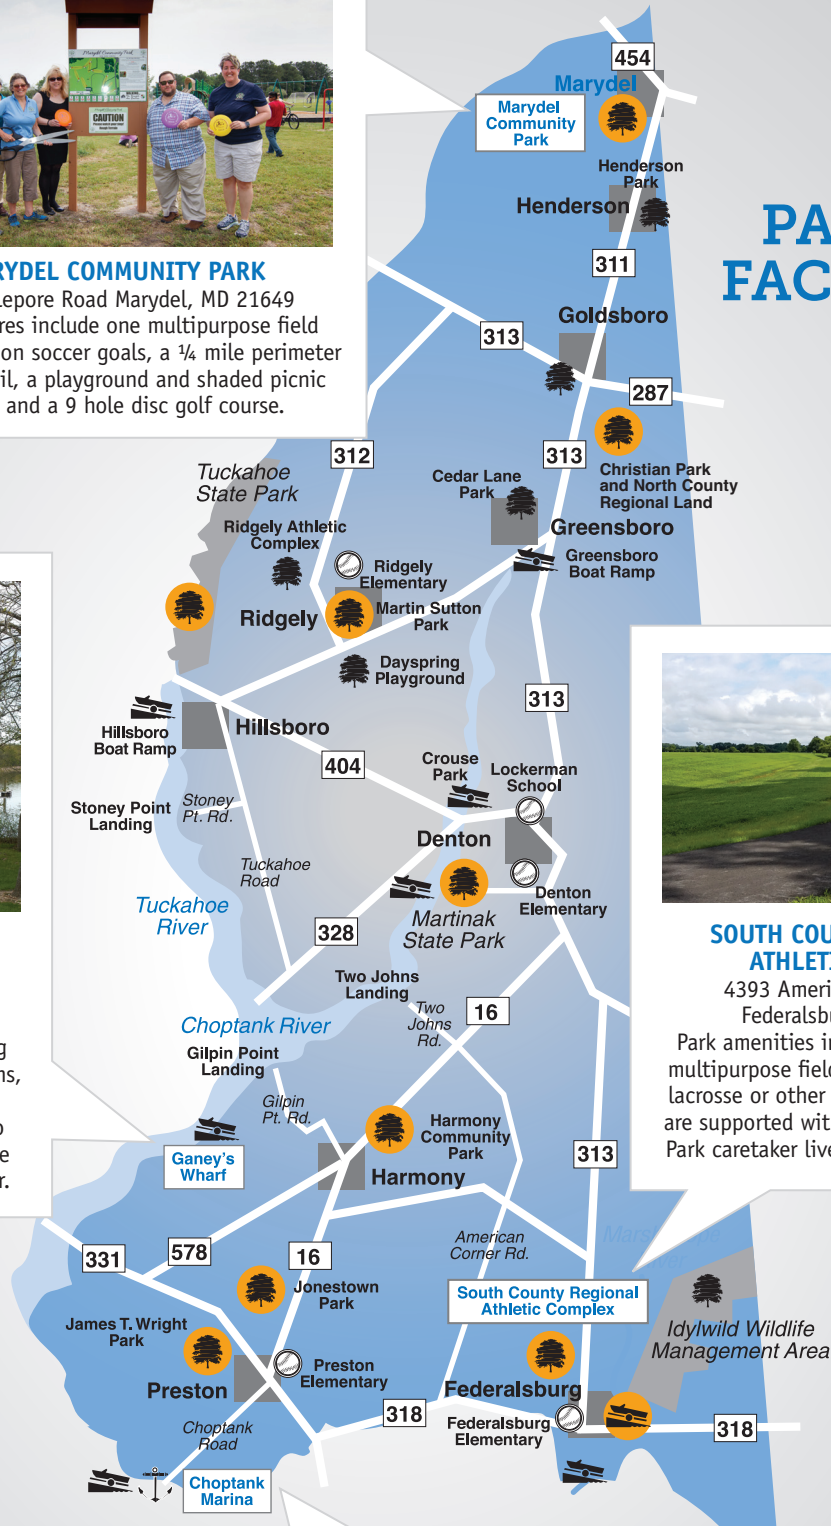 Marydel Community Park
CAUTION
RYDEL COMMUNITY PARK
Lepore Road Marydel, MD 21649
res include one multipurpose field
on soccer goals, a ¼ mile perimeter
il, a playground and shaded picnic
and a 9 hole disc golf course.
PA
FAC
454
Marydel
Marydel
Community
Park
Henderson
Park
Henderson
311
Goldsboro
313
287
312
313
Christian Park
and North County
Regional Land
Tuckahoe
State Park
Cedar Lane
Park
Greensboro
Ridgely Athletic
Complex
Greensboro
Boat Ramp
Ridgely
Elementary
Ridgely
Martin Sutton
Park
Dayspring
Playground
313
Hillsboro
Boat Ramp
Hillsboro
404
Crouse
Park
Lockerman
School
Stoney Point
Landing
Stoney
Pt. Rd.
Denton
Tuckahoe
Road
Denton
Elementary
Tuckahoe
River
Martinak
State Park
328
Two Johns
Landing
Two
Johns
Rd.
16
Choptank River
Gilpin Point
Landing
Gilpin
Pt. Rd.
Harmony
Community
Park
313
Ganey's
Wharf
Harmony
g
ns,
o
e
r.
SOUTH COU
ATHLETI
4393 Ameri
Federalsbu
Park amenities in
multipurpose field
lacrosse or other
are supported wit
Park caretaker live
331
578
16
American
Corner Rd.
Jonestown
Park
South County Regional
Athletic Complex
James T. Wright
Park
Idylwild Wildlife
Management Area
Preston
Preston
Elementary
Federalsburg
318
Federalsburg
Elementary
318
Choptank
Road
Choptank
Marina